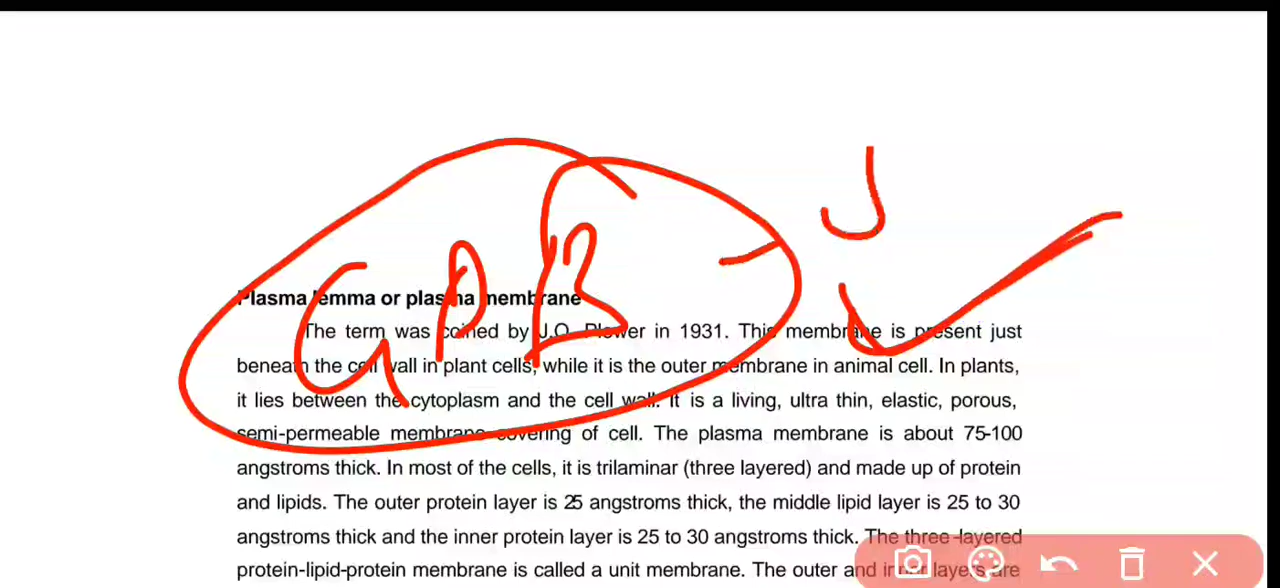 GPB
Plasma lemma or plasma membrane
The term was coined by J.Q. Plower in 1931. This membrane is present just
beneath the cell wall in plant cells, while it is the outer membrane in animal cell. In plants,
it lies between the cytoplasm and the cell wall. It is a living, ultra thin, elastic, porous,
semi-permeable membrane covering of cell. The plasma membrane is about 75-100
angstroms thick. In most of the cells, it is trilaminar (three layered) and made up of protein
and lipids. The outer protein layer is 25 angstroms thick, the middle lipid layer is 25 to 30
angstroms thick and the inner protein layer is 25 to 30 angstroms thick. The three-layered
protein-lipid-protein membrane is called a unit membrane. The outer and inner layers are